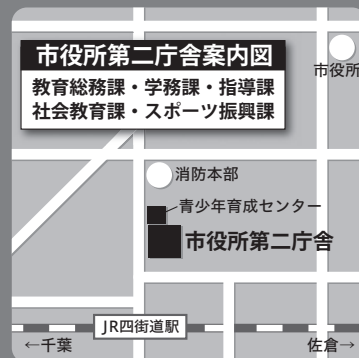 市役所第二庁舎案内図
教育総務課・学務課・指導課
社会教育課・スポーツ振興課
市役所
消防本部
青少年育成センター
市役所第二庁舎
JR四街道駅
←千葉
佐倉→